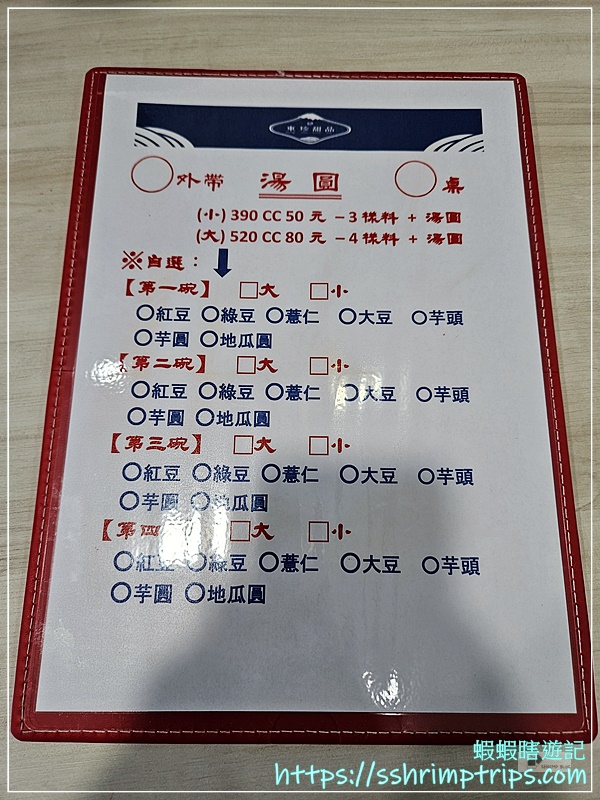 東珍甜品
◯外帶 湯圓 ◯桌
(小) 390 CC 50 元 –3 樣料 + 湯圓
(大) 520 CC 80 元 –4 樣料 + 湯圓
※自選：
【第一碗】 □大 □小
○紅豆 ○綠豆 ○薏仁 ○大豆 ○芋頭
○芋圓 ○地瓜圓
【第二碗】 □大 □小
○紅豆 ○綠豆 ○薏仁 ○大豆 ○芋頭
○芋圓 ○地瓜圓
【第三碗】 □大 □小
○紅豆 ○綠豆 ○薏仁 ○大豆 ○芋頭
○芋圓 ○地瓜圓
【第四 】 □大 □小
○紅豆 ○綠豆 ○薏仁 ○大豆 ○芋頭
○芋圓 ○地瓜圓
蝦蝦瞎遊記
https://sshrimptrips.com/